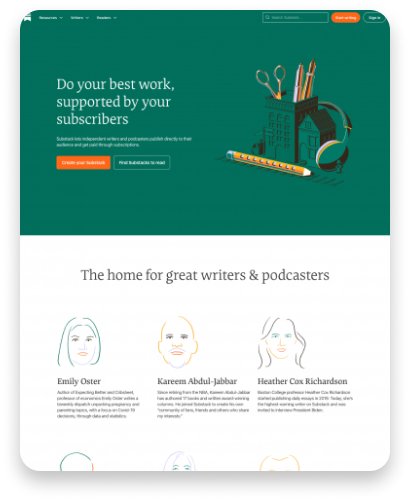 Resources Writers Readers Search Substack... Start writing Sign in
Do your best work,
supported by your
subscribers
Substack lets independent writers and podcasters publish directly to their
audience and get paid through subscriptions.
Create your Substack Find Substacks to read
The home for great writers & podcasters
Emily Oster Kareem Abdul-Jabbar Heather Cox Richardson
Author of Expecting Better and Cribsheet,
professor of economics Emily Oster writes a
biweekly dispatch unpacking pregnancy and
parenting topics, with a focus on Covid-19
decisions, through data and statistics.
Since retiring from the NBA, Kareem Abdul-Jabbar
has authored 17 books and written award-winning
columns. He joined Substack to create his own
"community of fans, friends and others who share
my interests."
Boston College professor Heather Cox Richardson
started publishing daily essays in 2019. Today, she's
the highest-earning writer on Substack and was
invited to interview President Biden.